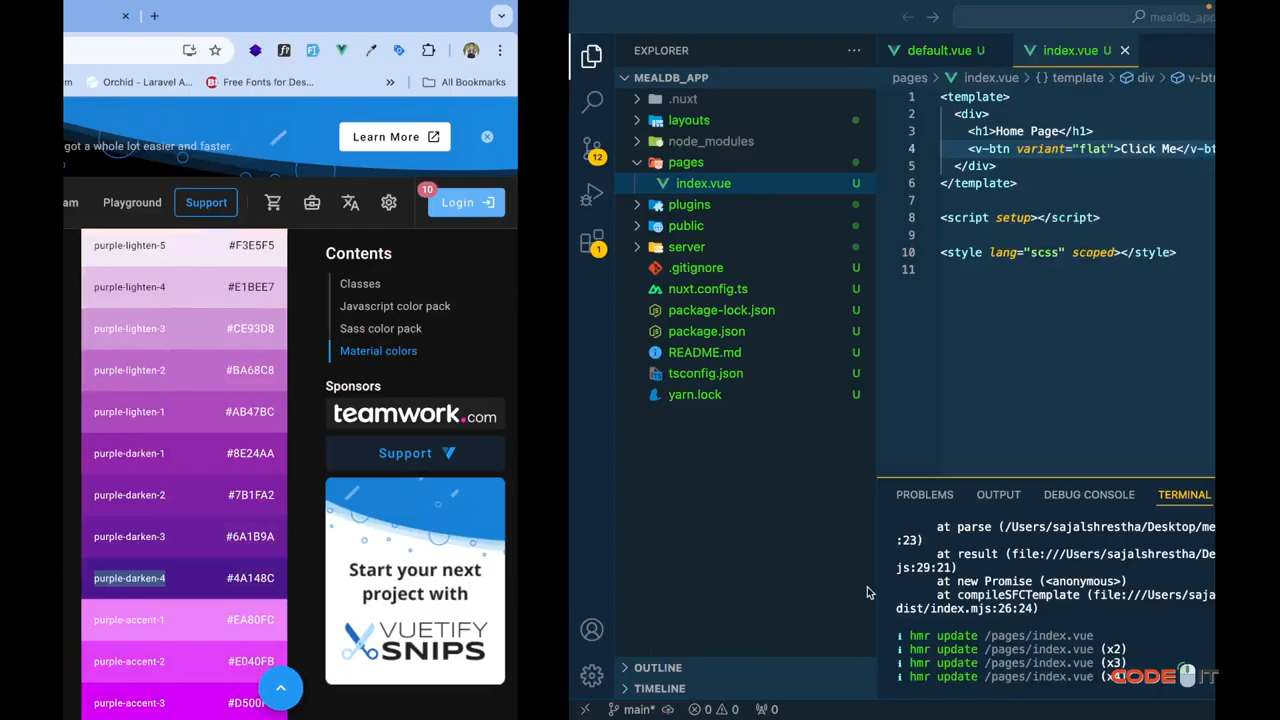 Orchid - Laravel A...
Free Fonts for Des...
All Bookmarks
got a whole lot easier and faster.
Learn More
am
Playground
Support
10
Login
purple-lighten-5 #F3E5F5
purple-lighten-4 #E1BEE7
purple-lighten-3 #CE93D8
purple-lighten-2 #BA68C8
purple-lighten-1 #AB47BC
purple-darken-1 #8E24AA
purple-darken-2 #7B1FA2
purple-darken-3 #6A1B9A
purple-darken-4 #4A148C
purple-accent-1 #EA80FC
purple-accent-2 #E040FB
purple-accent-3 #D500F
Contents
Classes
Javascript color pack
Sass color pack
Material colors
Sponsors
teamwork.com
Support
Start your next
project with
VUETIFY
SNIPS
mealdb_app
EXPLORER
MEALDB_APP
.nuxt
layouts
node_modules
pages
index.vue U
plugins
public
server
.gitignore U
nuxt.config.ts U
package-lock.json U
package.json U
README.md U
tsconfig.json U
yarn.lock U
OUTLINE
TIMELINE
12
1
main*
0 0 0
default.vue U
index.vue U
pages > index.vue > {} template > div > v-btn
1 <template>
2 <div>
3 <h1>Home Page</h1>
4 <v-btn variant="flat">Click Me</v-bt
5 </div>
6 </template>
7
8 <script setup></script>
9
10 <style lang="scss" scoped></style>
11
PROBLEMS OUTPUT DEBUG CONSOLE TERMINAL
at parse (/Users/sajalshrestha/Desktop/me
:23)
at result (file:///Users/sajalshrestha/De
js:29:21)
at new Promise (<anonymous>)
at compileSFCTemplate (file:///Users/saja
dist/index.mjs:26:24)
i hmr update /pages/index.vue
i hmr update /pages/index.vue (x2)
i hmr update /pages/index.vue (x3)
i hmr update /pages/index.vue (x4)
CODE IT